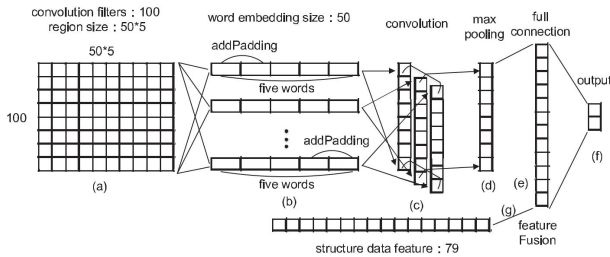 convolution filters：100
region size：50*5
50*5
100
(a)
word embedding size：50
addPadding
five words
addPadding
five words
(b)
convolution
(c)
max
pooling
(d)
full
connection
(e)
output
(f)
(g)
feature
Fusion
structure data feature：79